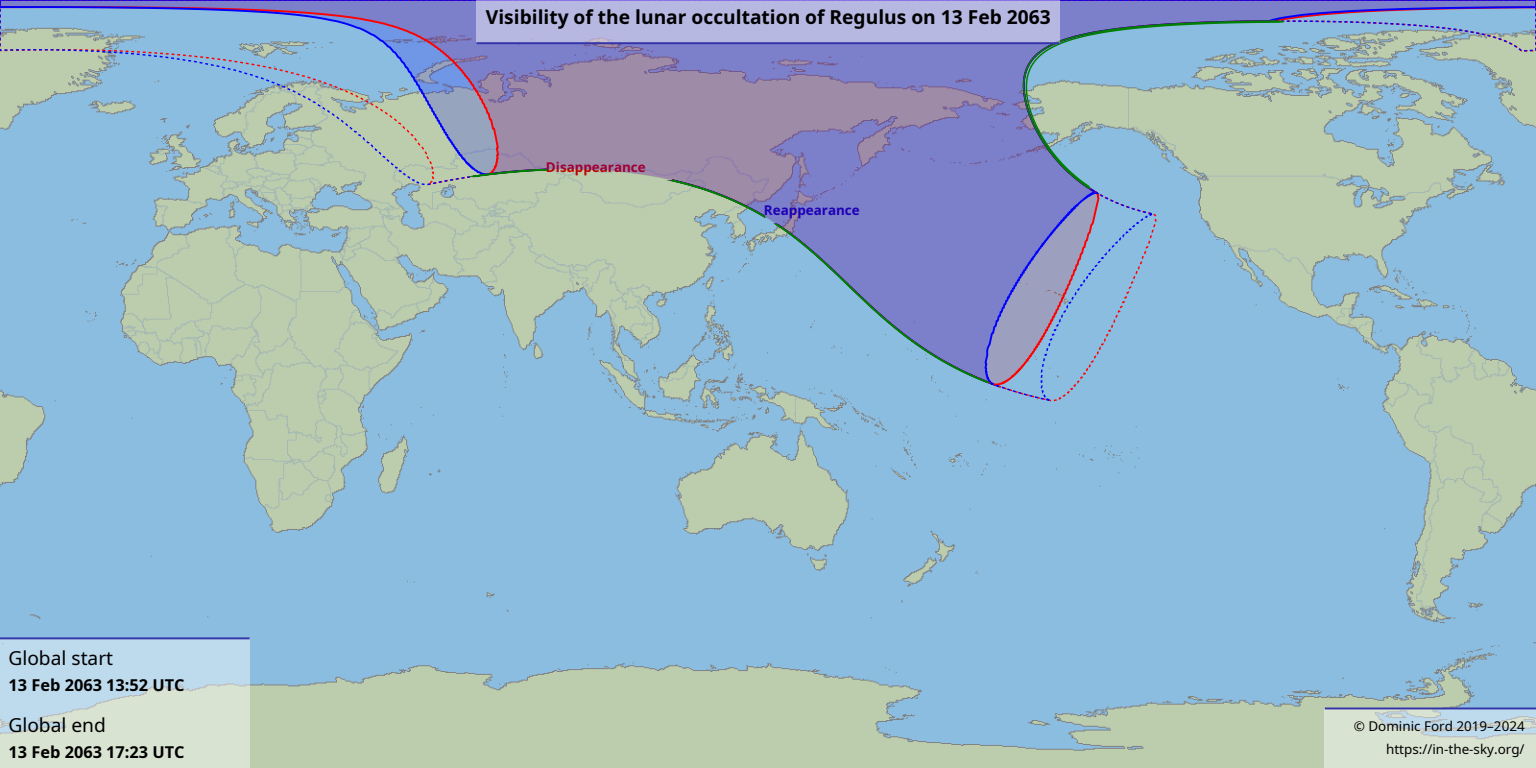 Visibility of the lunar occultation of Regulus on 13 Feb 2063
Disappearance
Reappearance
Global start
13 Feb 2063 13:52 UTC
Global end
13 Feb 2063 17:23 UTC
© Dominic Ford 2019–2024
https://in-the-sky.org/